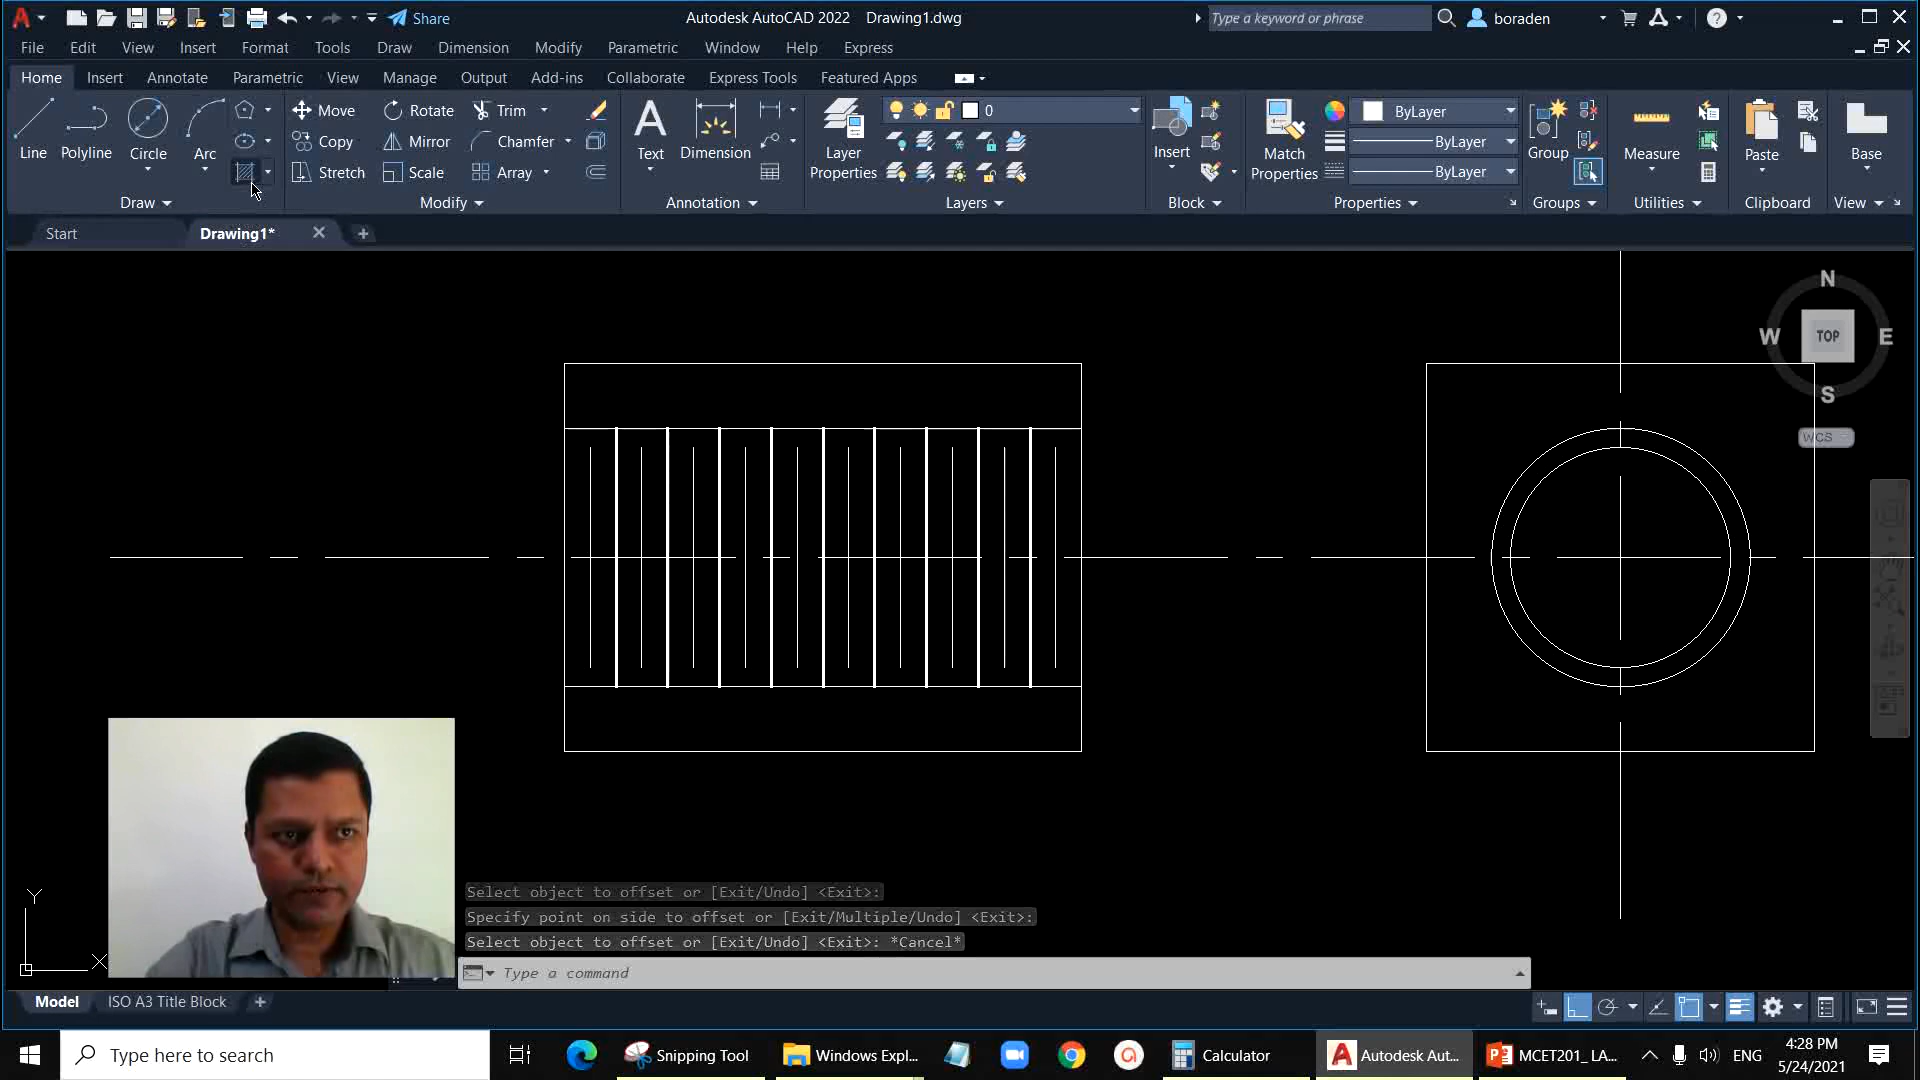 Share
Autodesk AutoCAD 2022 Drawing1.dwg
Type a keyword or phrase
boraden
File Edit View Insert Format Tools Draw Dimension Modify Parametric Window Help Express
Home Insert Annotate Parametric View Manage Output Add-ins Collaborate Express Tools Featured Apps
Move Rotate Trim 0 ByLayer
Copy Mirror Chamfer ByLayer
Line Polyline Circle Arc Text Dimension Layer Properties Insert Match Properties Group Measure Paste Base
Stretch Scale Array ByLayer
Draw Modify Annotation Layers Block Properties Groups Utilities Clipboard View
Start Drawing1*
N
W TOP E
S
WCS
Y
X
Select object to offset or [Exit/Undo] <Exit>:
Specify point on side to offset or [Exit/Multiple/Undo] <Exit>:
Select object to offset or [Exit/Undo] <Exit>: *Cancel*
Type a command
Model ISO A3 Title Block
Type here to search
Snipping Tool
Windows Expl...
Calculator
Autodesk Aut...
MCET201_ LA...
ENG
4:28 PM
5/24/2021